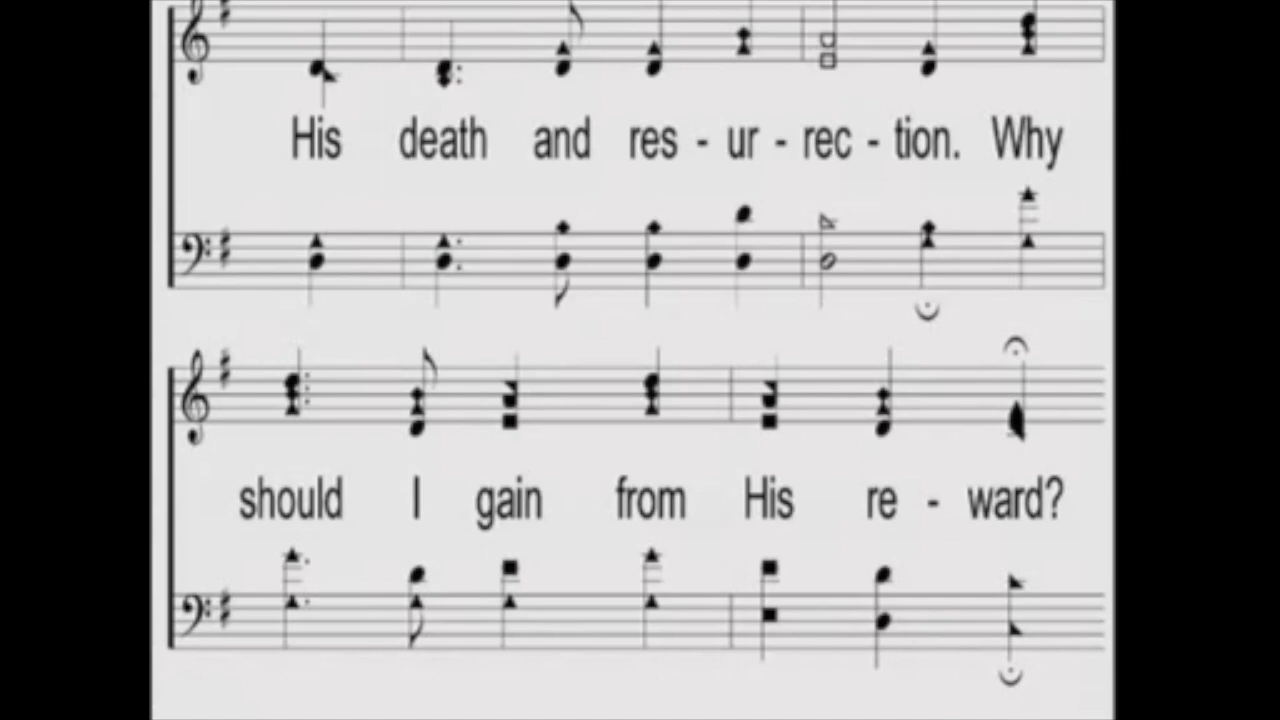 His death and res - ur - rec - tion. Why
should I gain from His re - ward?